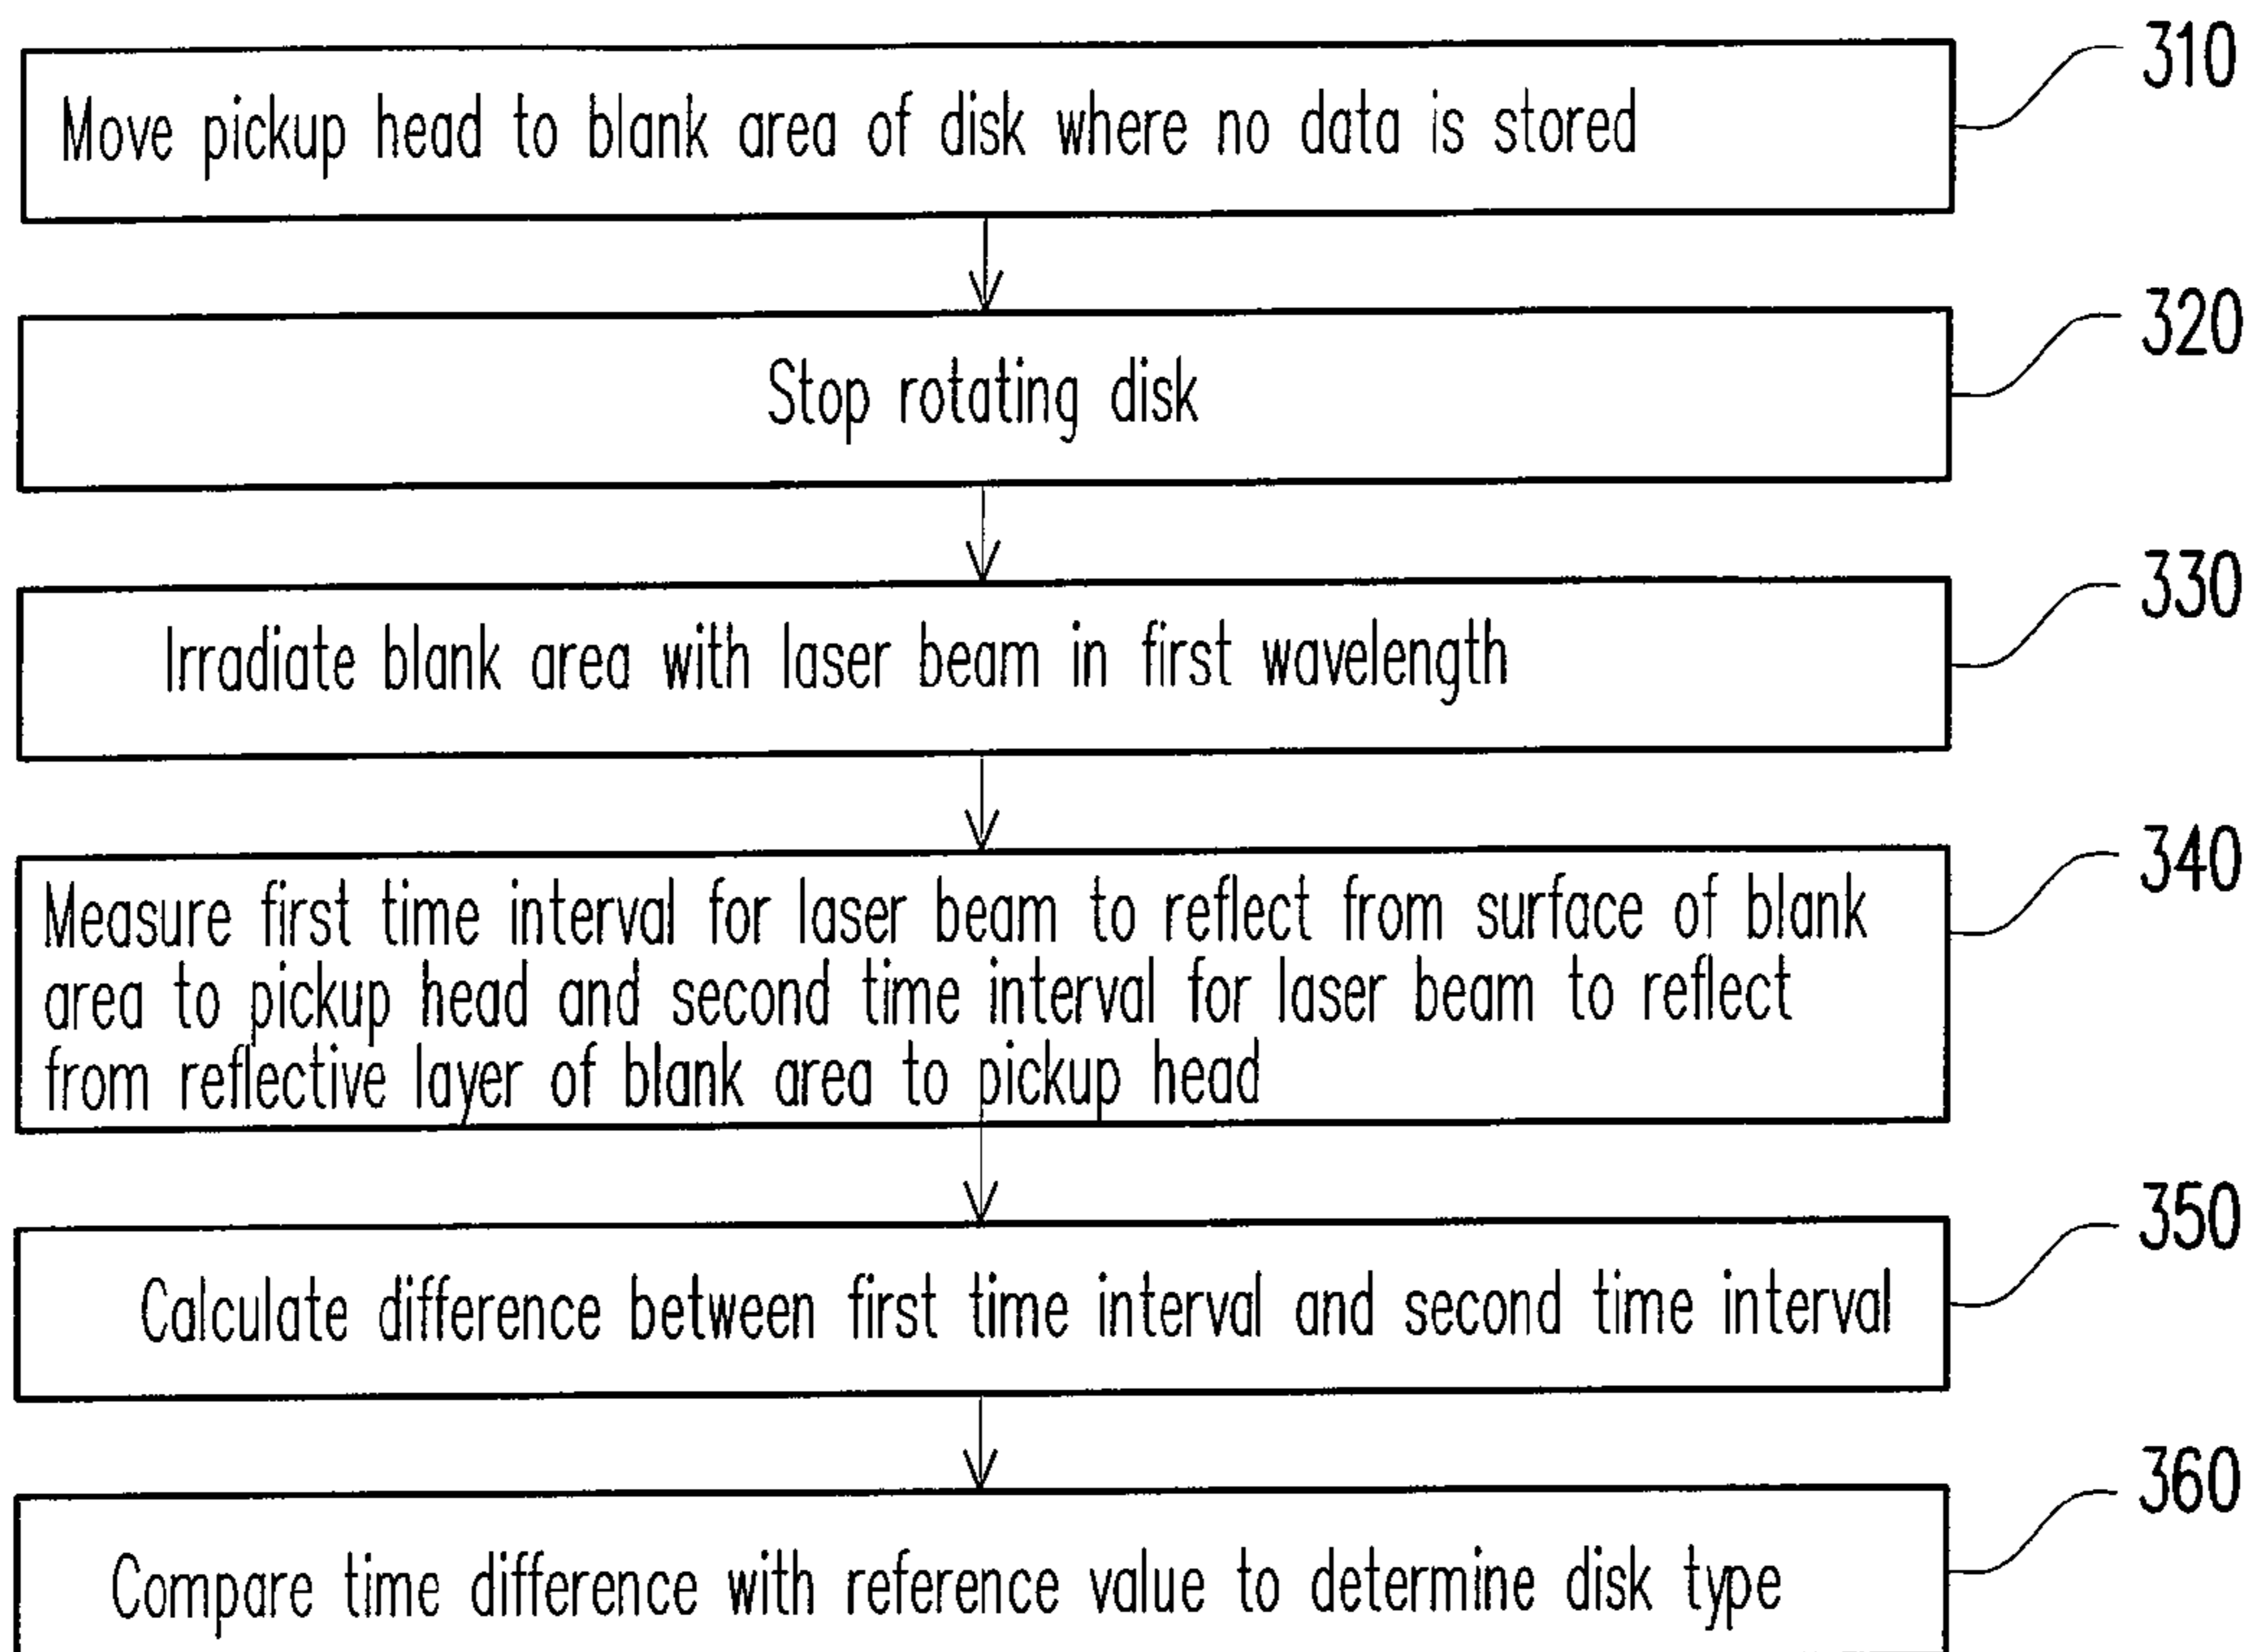 310
Move pickup head to blank area of disk where no data is stored
320
Stop rotating disk
330
Irradiate blank area with laser beam in first wavelength
340
Measure first time interval for laser beam to reflect from surface of blank
area to pickup head and second time interval for laser beam to reflect
from reflective layer of blank area to pickup head
350
Calculate difference between first time interval and second time interval
360
Compare time difference with reference value to determine disk type